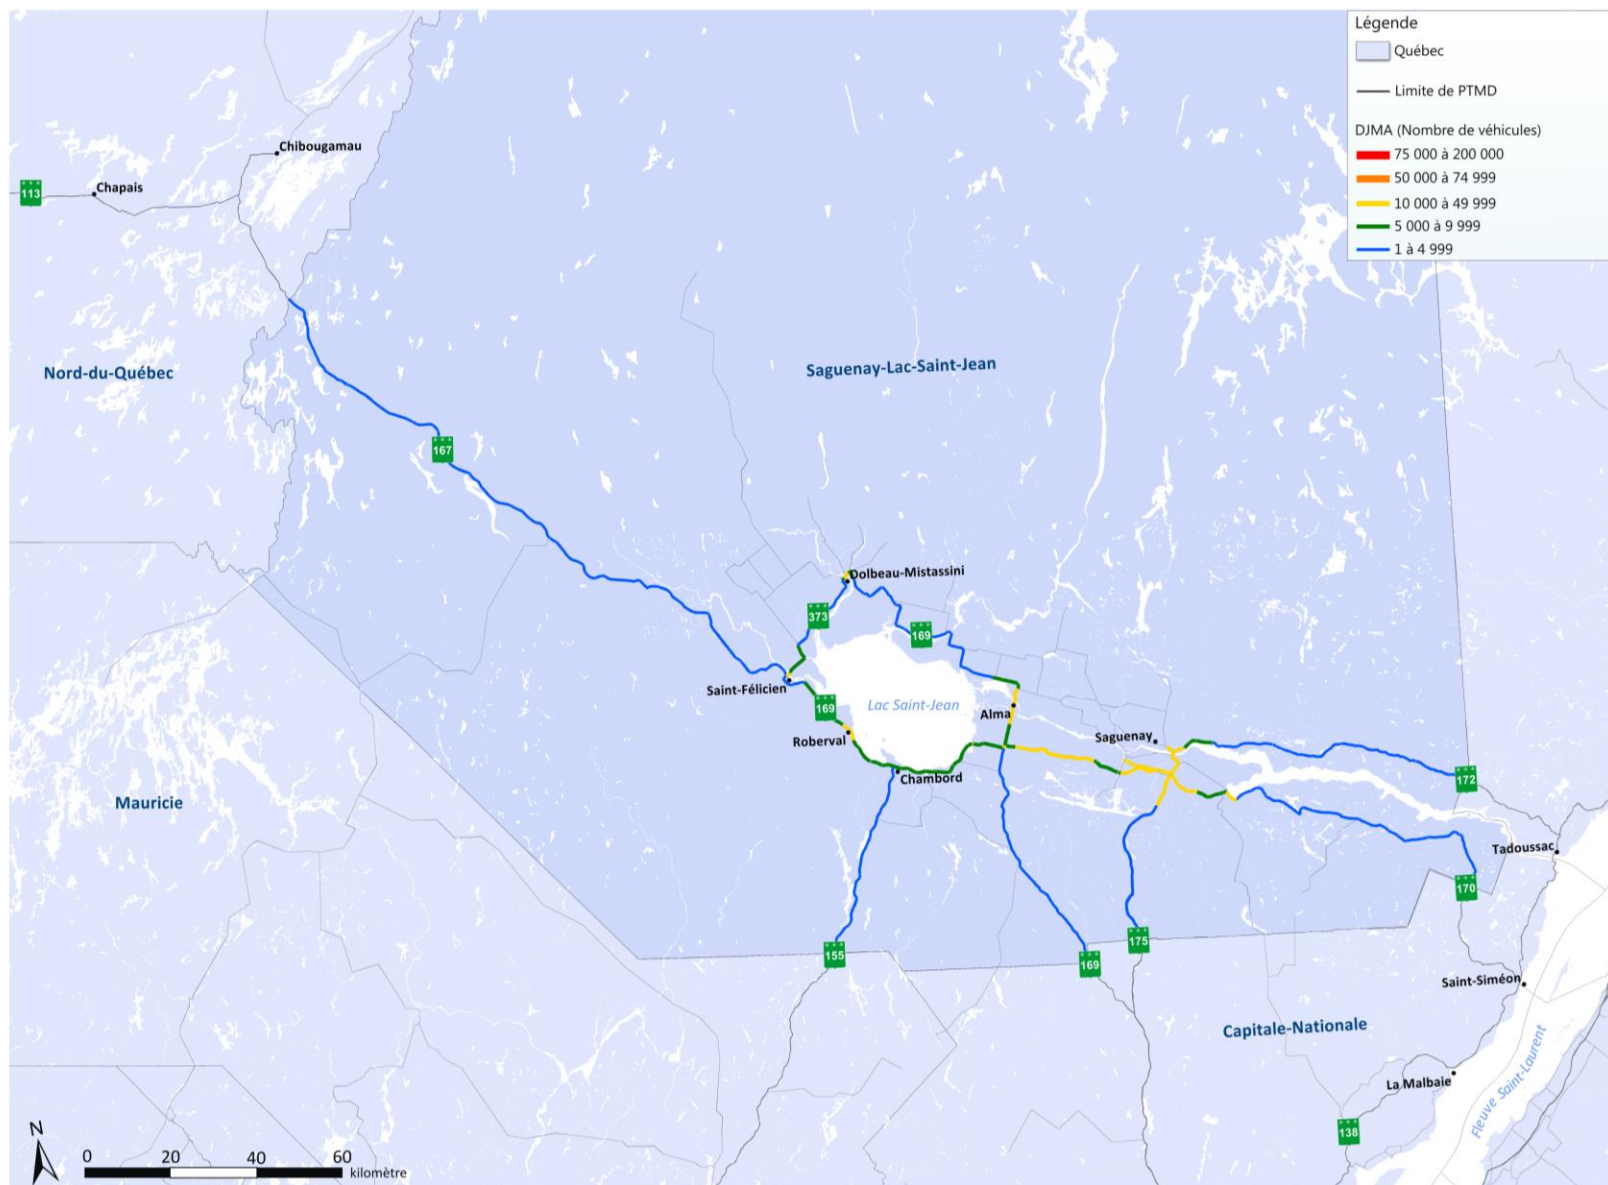 Légende
Québec
Limite de PTMD
DJMA (Nombre de véhicules)
75 000 à 200 000
50 000 à 74 999
10 000 à 49 999
5 000 à 9 999
1 à 4 999
Chibougamau
Chapais
113
Nord-du-Québec
Saguenay-Lac-Saint-Jean
167
Dolbeau-Mistassini
373
169
Saint-Félicien
169
Lac Saint-Jean
Alma
Roberval
Saguenay
Chambord
172
Mauricie
Tadoussac
170
175
155
169
Saint-Siméon
Capitale-Nationale
La Malbaie
Fleuve Saint-Laurent
138
N
0 20 40 60
kilomètre